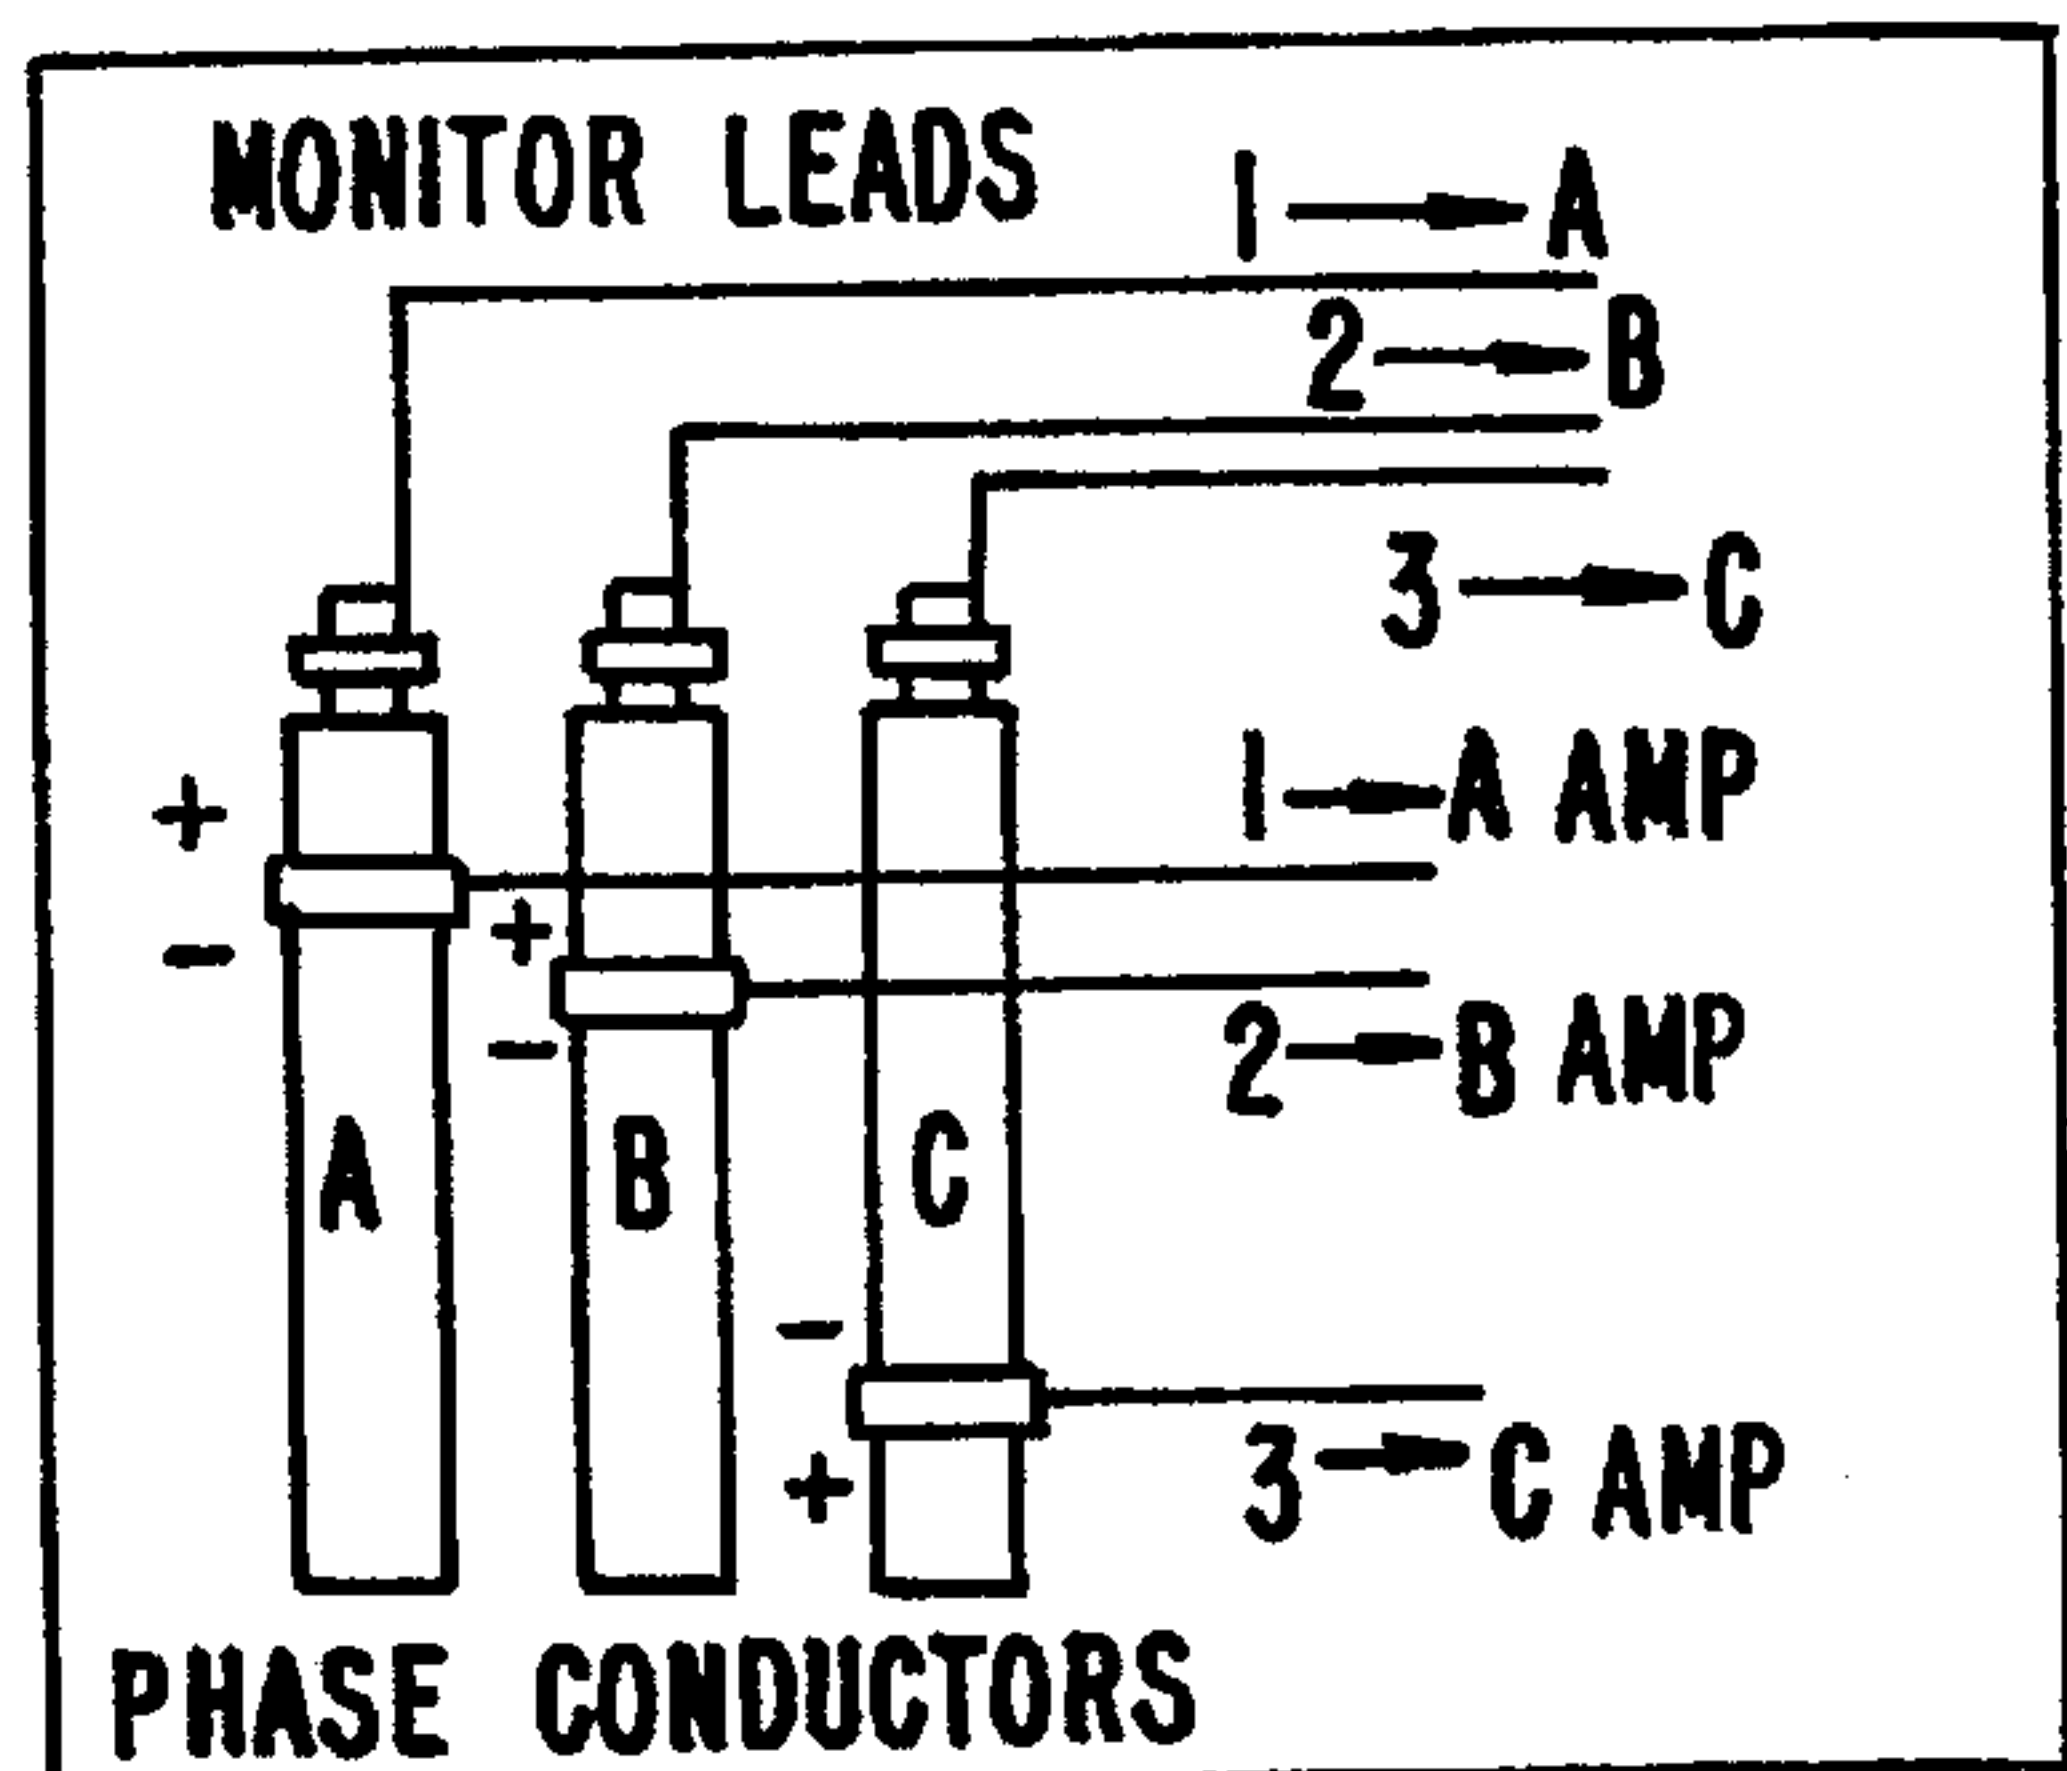 MONITOR LEADS
1→A
2→B
3→C
+
1→A AMP
-
+
-
2→B AMP
A B C
-
+
3→C AMP
PHASE CONDUCTORS